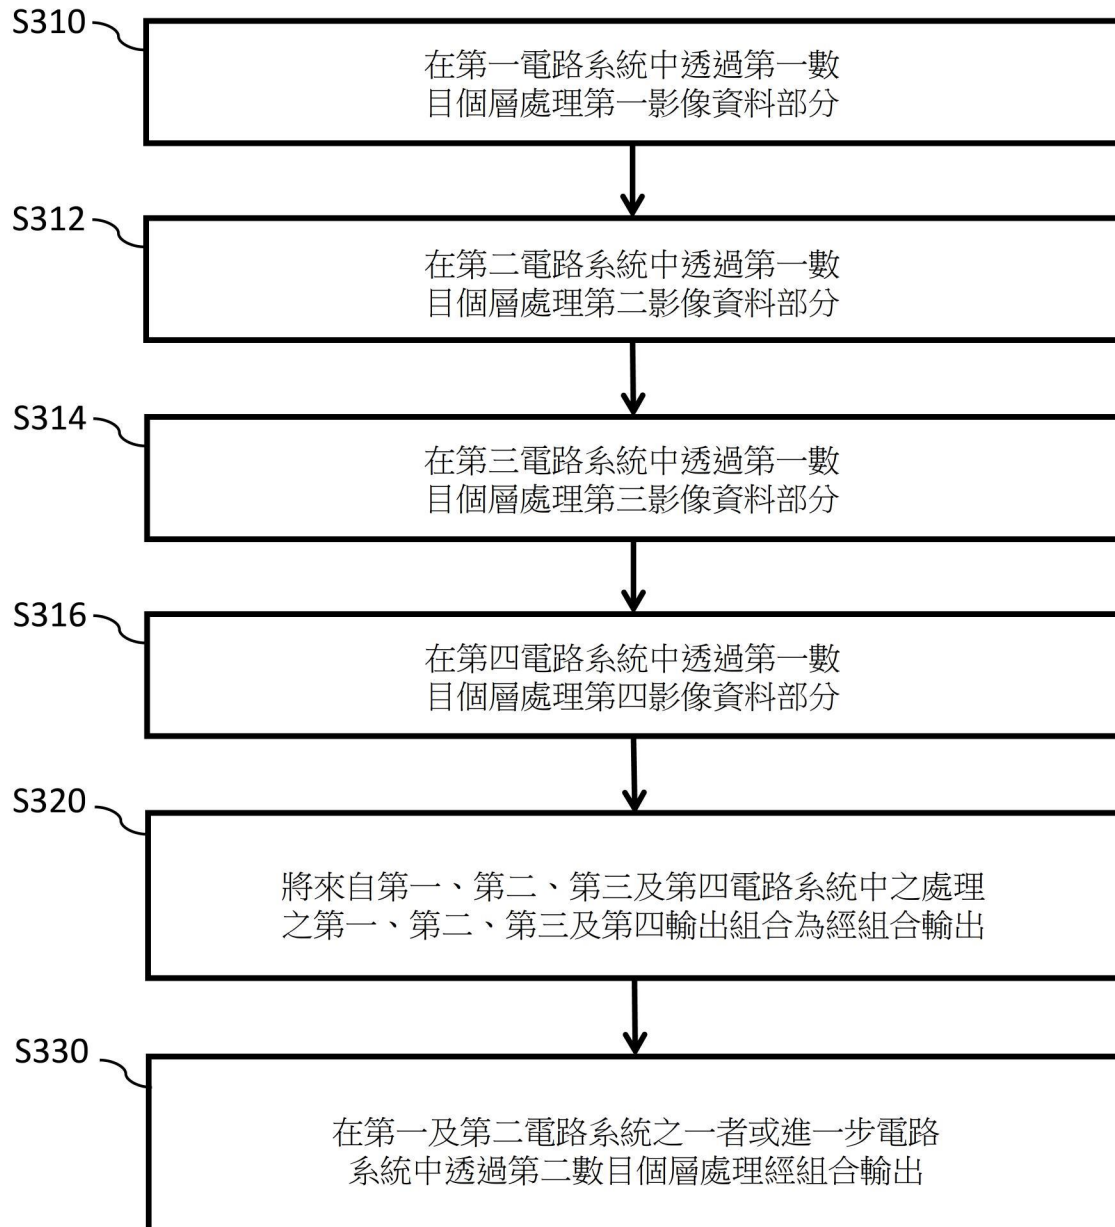 S310
在第一電路系統中透過第一數
目個層處理第一影像資料部分
S312
在第二電路系統中透過第一數
目個層處理第二影像資料部分
S314
在第三電路系統中透過第一數
目個層處理第三影像資料部分
S316
在第四電路系統中透過第一數
目個層處理第四影像資料部分
S320
將來自第一、第二、第三及第四電路系統中之處理
之第一、第二、第三及第四輸出組合為經組合輸出
S330
在第一及第二電路系統之一者或進一步電路
系統中透過第二數目個層處理經組合輸出